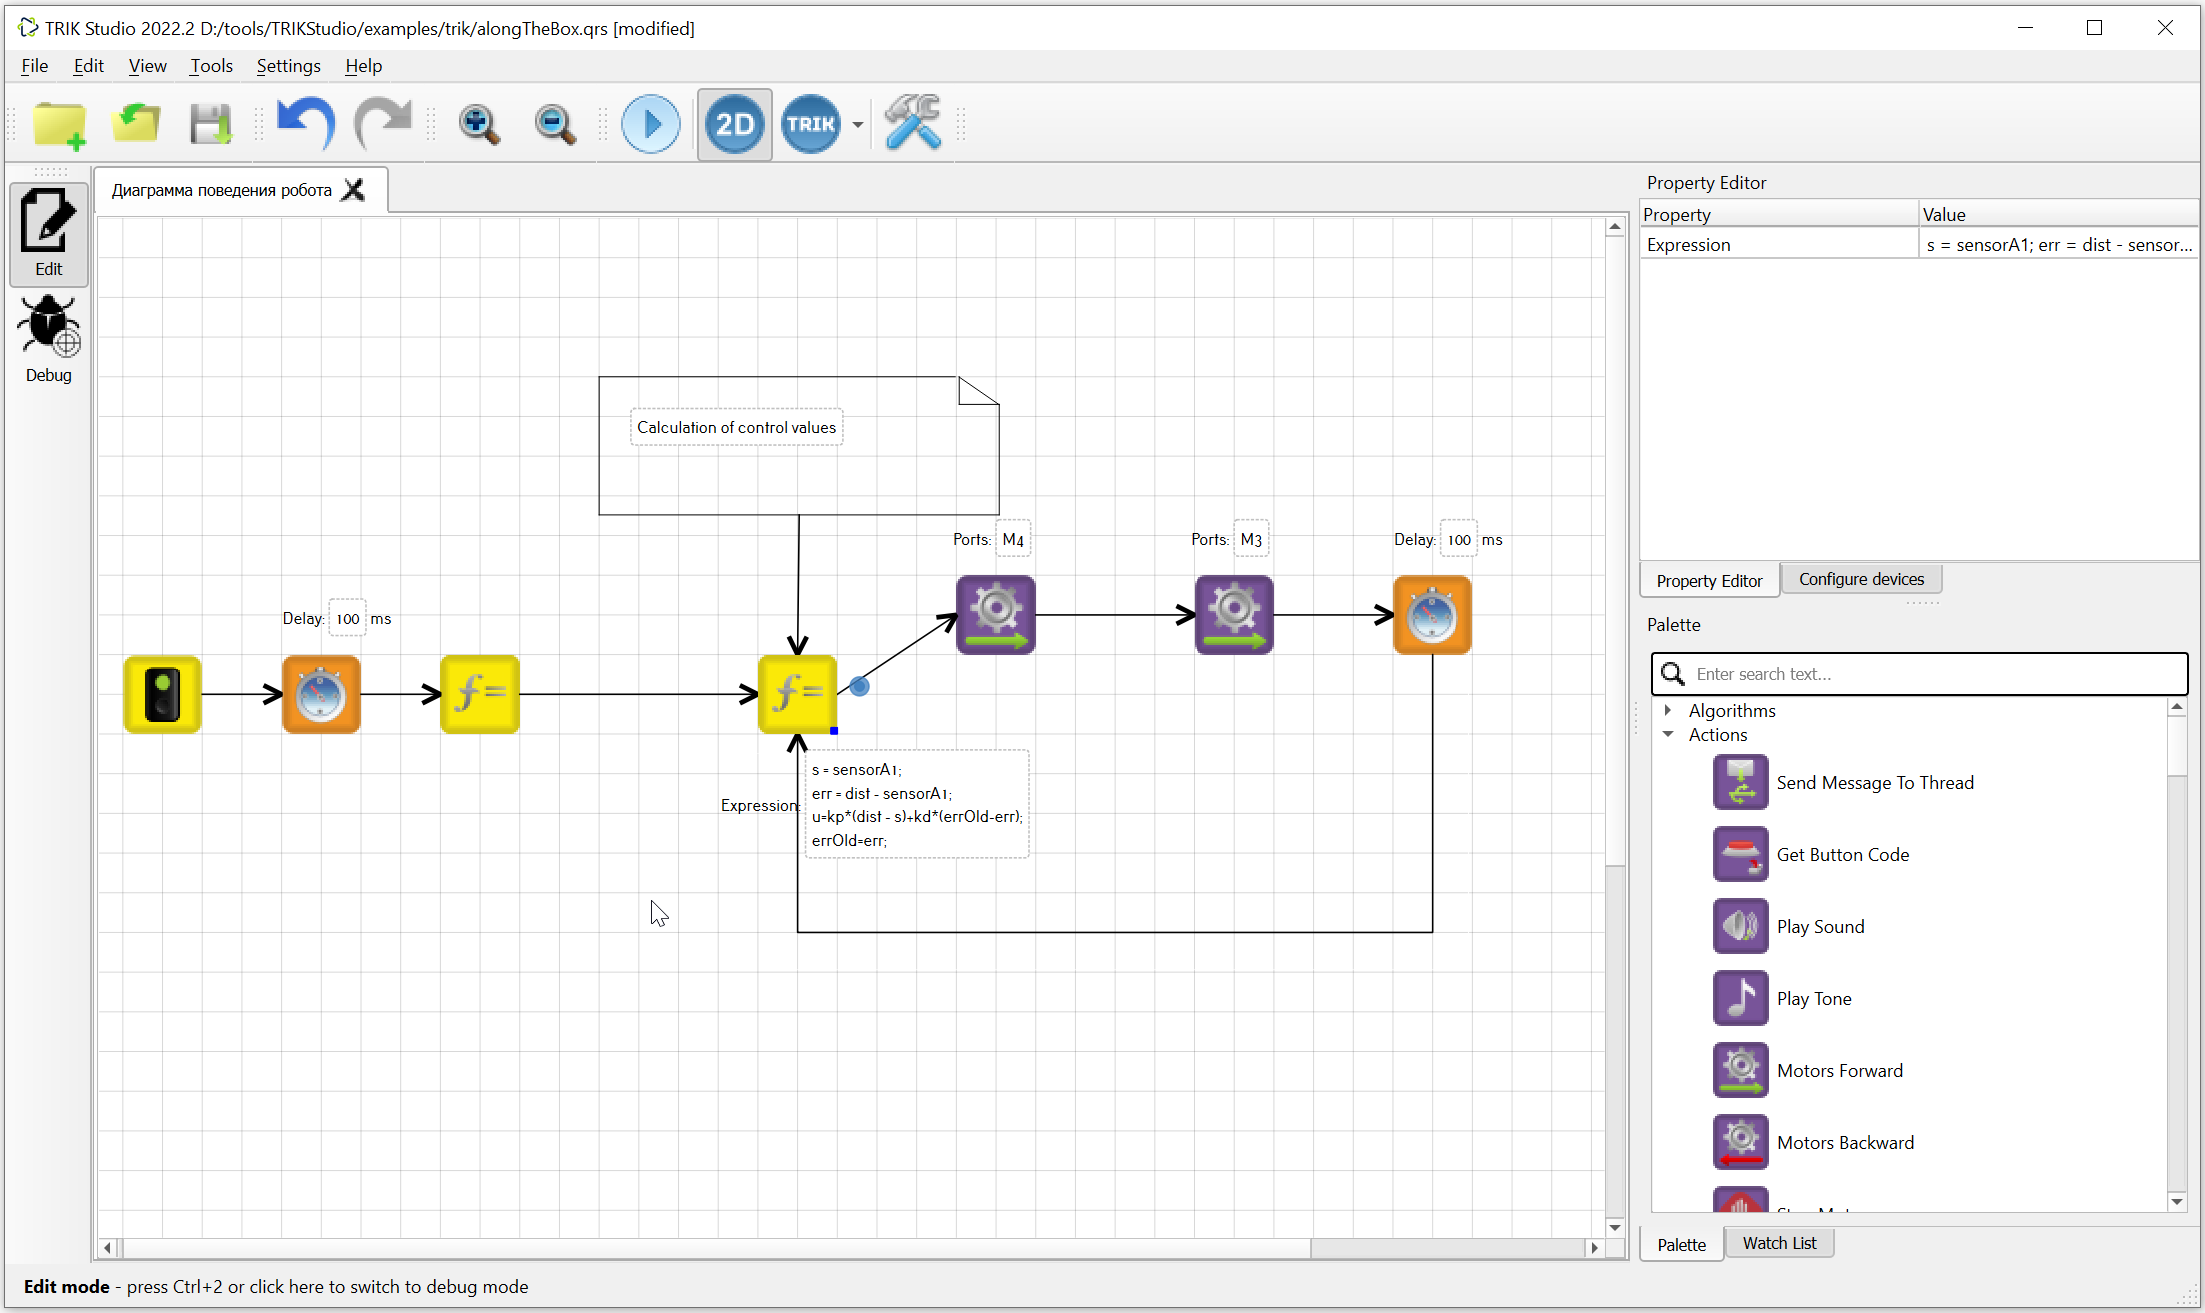 TRIK Studio 2022.2 D:/tools/TRIKStudio/examples/trik/alongTheBox.qrs [modified]
File Edit View Tools Settings Help
2D TRIK
Edit
Debug
Диаграмма поведения робота
Calculation of control values
Ports: M4
Ports: M3
Delay: 100 ms
Delay: 100 ms
f=
f=
Expression:
s = sensorA1;
err = dist - sensorA1;
u=kp*(dist - s)+kd*(errOld-err);
errOld=err;
Property Editor
Property Value
Expression s = sensorA1; err = dist - sensor...
Property Editor Configure devices
Palette
Enter search text...
Algorithms
Actions
Send Message To Thread
Get Button Code
Play Sound
Play Tone
Motors Forward
Motors Backward
Palette Watch List
Edit mode - press Ctrl+2 or click here to switch to debug mode